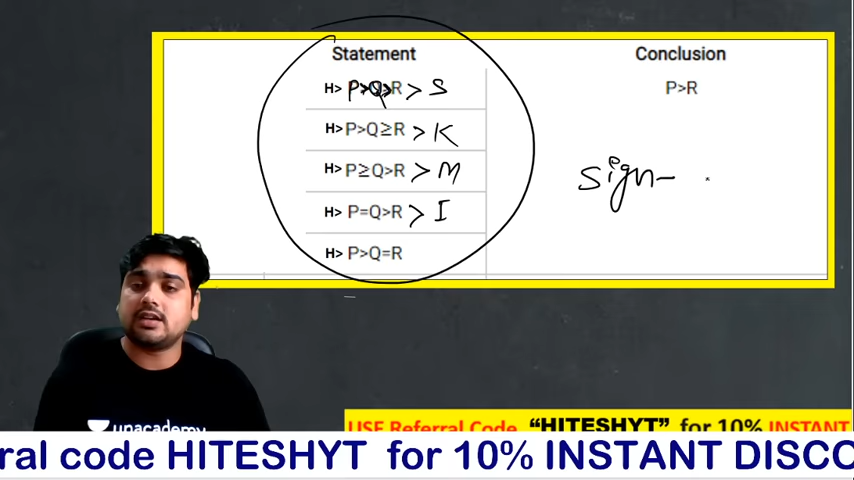 Statement
Conclusion
H> P>Q>R > S
P>R
H> P>Q≥R > K
H> P≥Q>R > M
sign-
H> P=Q>R > I
H> P>Q=R
unacademy
USE Referral Code "HITESHYT" for 10% INSTANT
ral code HITESHYT for 10% INSTANT DISCO